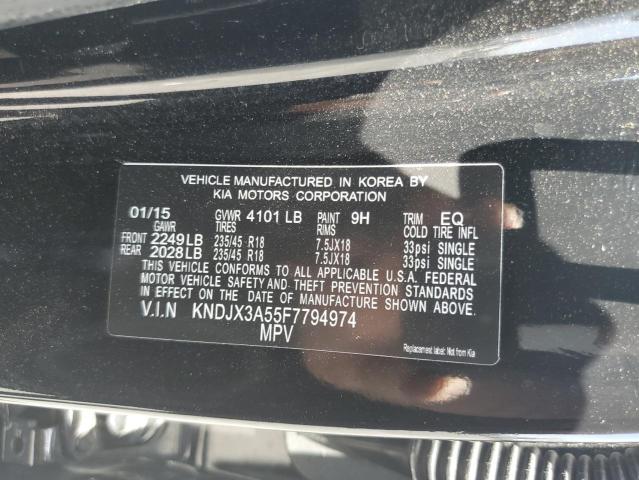 VEHICLE MANUFACTURED IN KOREA BY
KIA MOTORS CORPORATION
01/15 GVWR 4101 LB PAINT 9H TRIM EQ
GAWR TIRES RIMS COLD TIRE INFL
FRONT 2249LB 235/45 R18 7.5JX18 33psi SINGLE
REAR 2028LB 235/45 R18 7.5JX18 33psi SINGLE
THIS VEHICLE CONFORMS TO ALL APPLICABLE U.S.A. FEDERAL
MOTOR VEHICLE SAFETY AND THEFT PREVENTION STANDARDS
IN EFFECT ON THE DATE OF MANUFACTURE SHOWN ABOVE.
V.I.N KNDJX3A55F7794974
MPV
Replacement label: Not from Kia